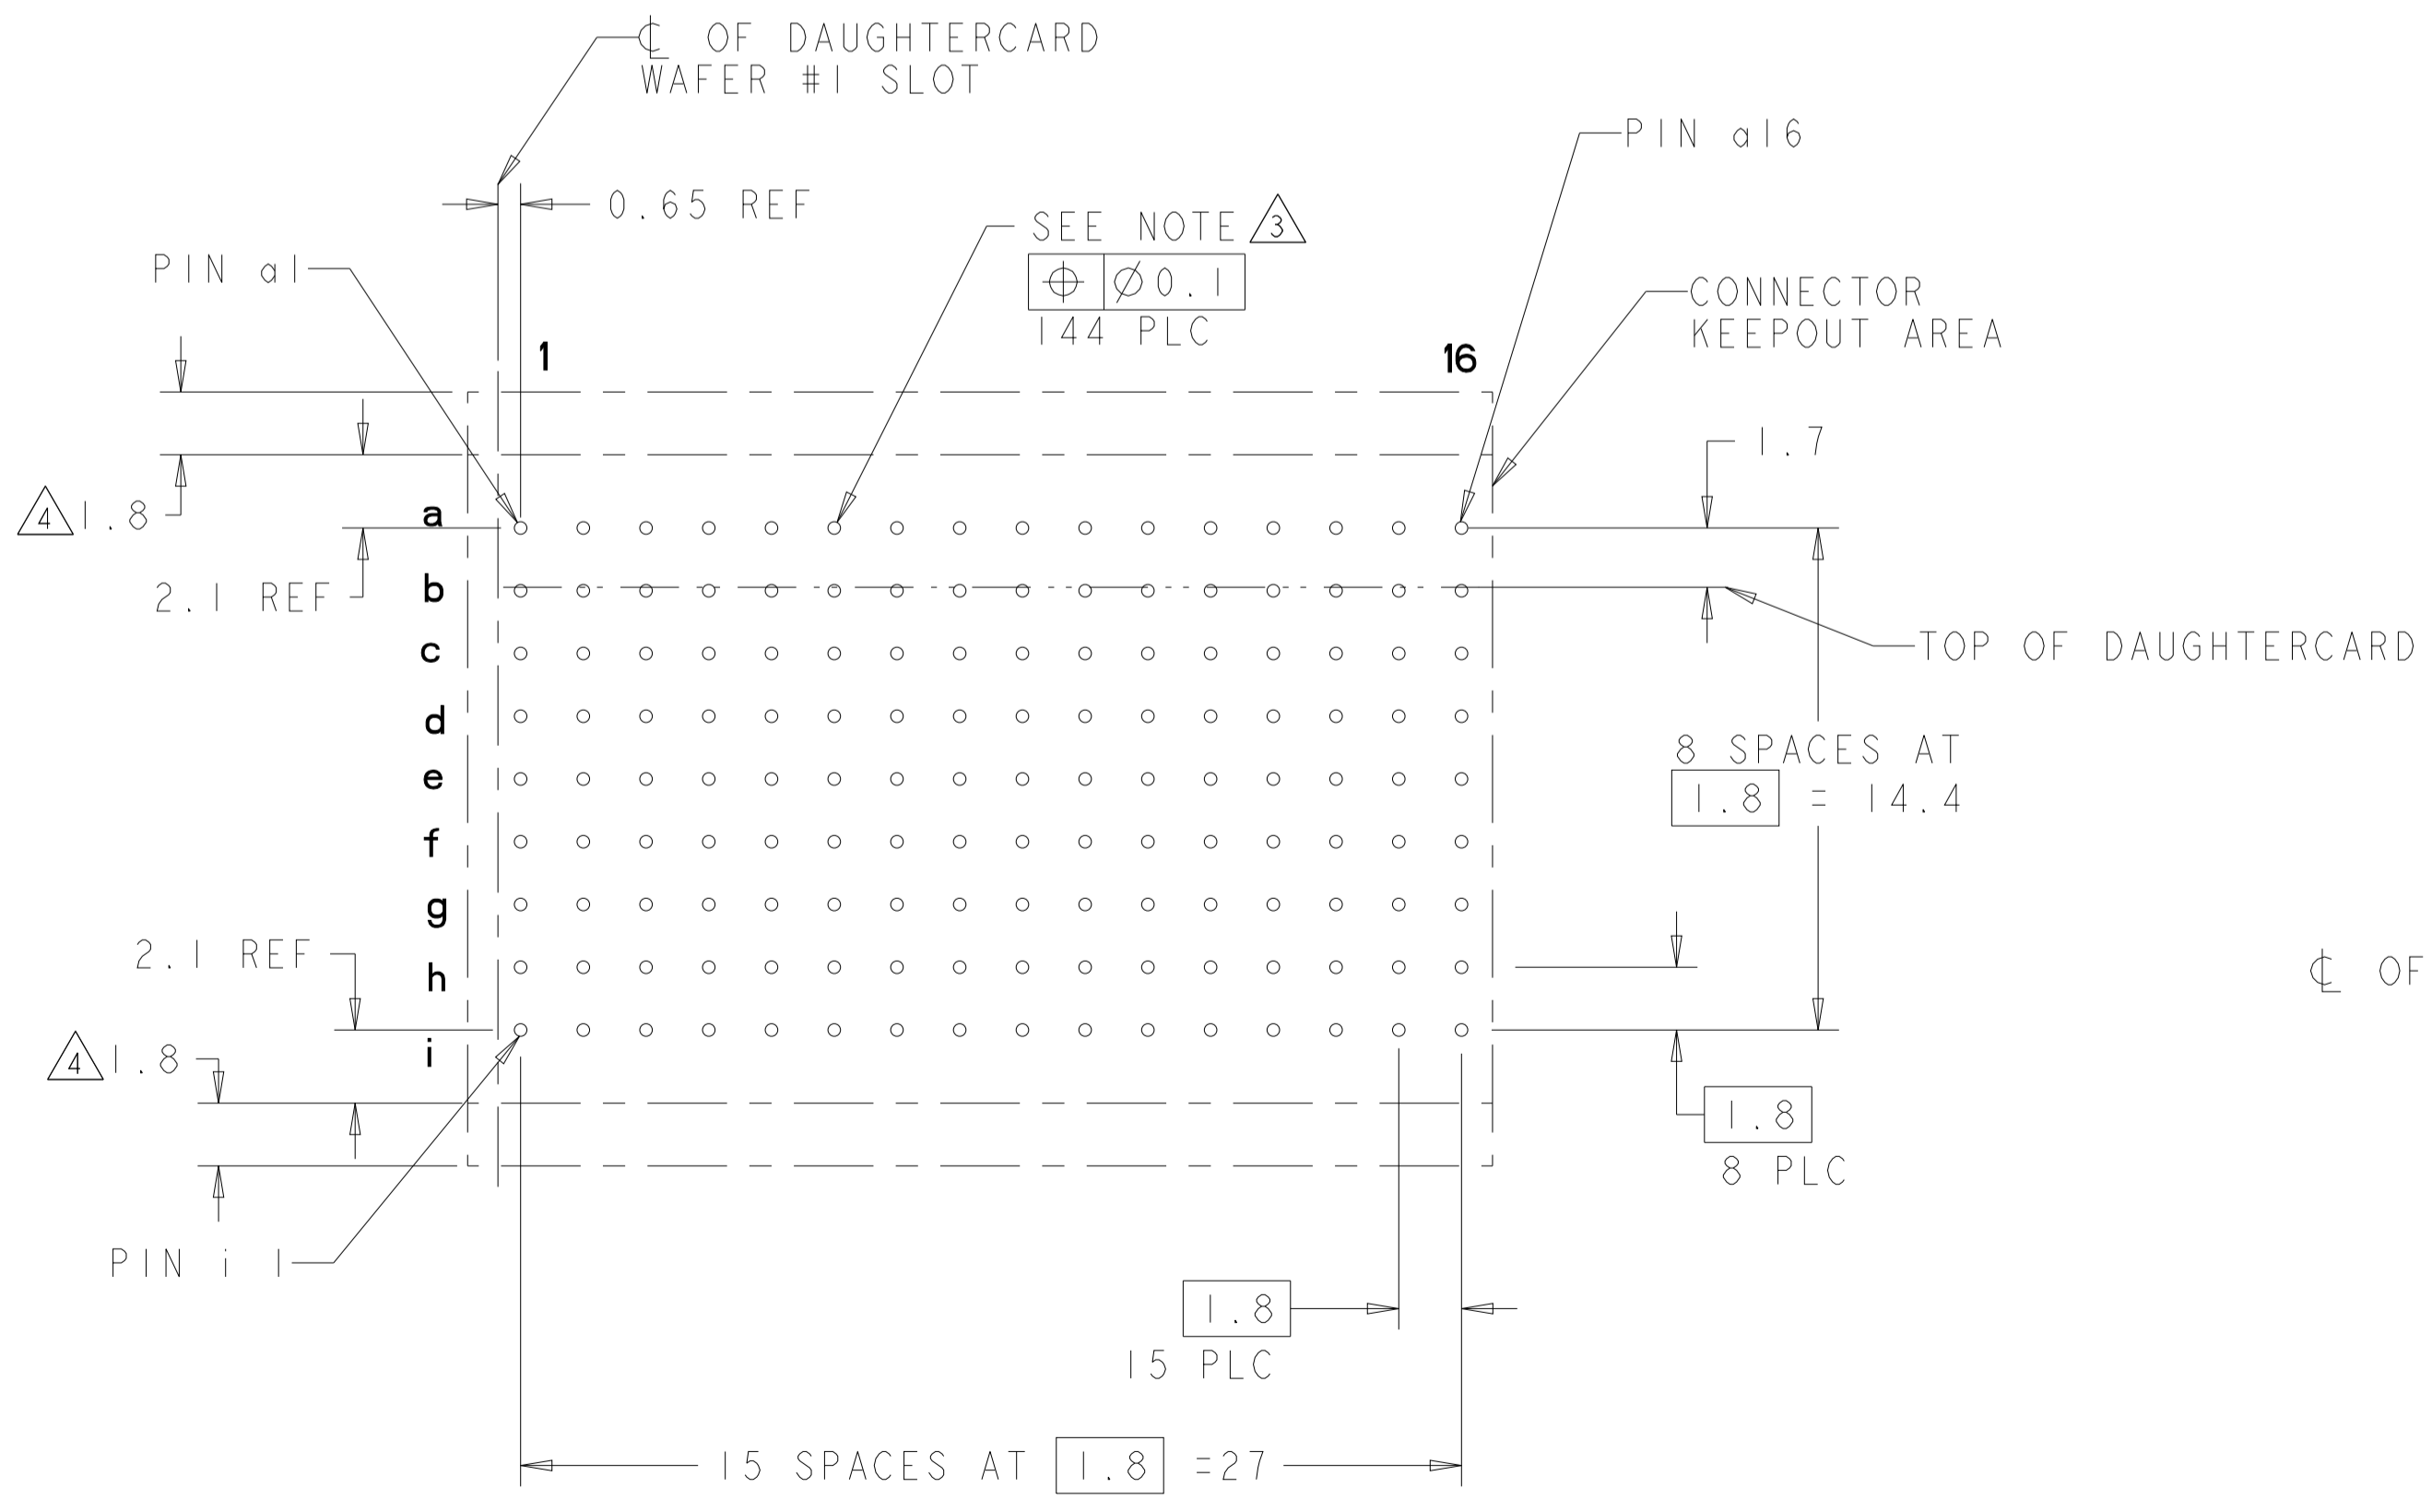 ℄ OF DAUGHTERCARD
WAFER #1 SLOT
PIN a16
0.65 REF
SEE NOTE 3
⌖ ⌀0.1
144 PLC
PIN a1
CONNECTOR
KEEPOUT AREA
1
16
1.7
4 1.8
a
2.1 REF
b
TOP OF DAUGHTERCARD
c
d
8 SPACES AT
1.8 = 14.4
e
f
g
2.1 REF
h
℄ OF
i
4 1.8
1.8
8 PLC
PIN i 1
1.8
15 PLC
15 SPACES AT 1.8 =27